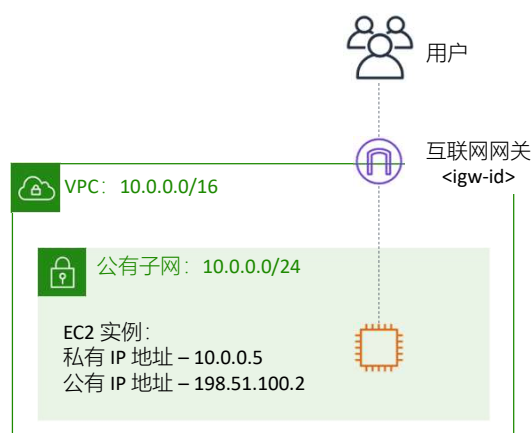 用户
互联网网关
<igw-id>
VPC：10.0.0.0/16
公有子网：10.0.0.0/24
EC2 实例：
私有 IP 地址 – 10.0.0.5
公有 IP 地址 – 198.51.100.2